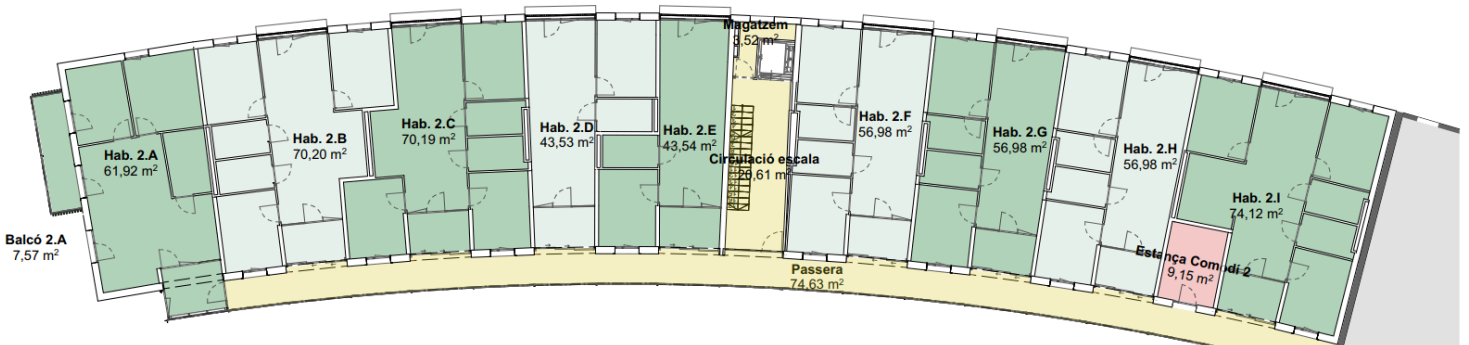 Magatzem
3,52 m²
Hab. 2.A
61,92 m²
Hab. 2.B
70,20 m²
Hab. 2.C
70,19 m²
Hab. 2.D
43,53 m²
Hab. 2.E
43,54 m²
Circulació escala
20,61 m²
Hab. 2.F
56,98 m²
Hab. 2.G
56,98 m²
Hab. 2.H
56,98 m²
Hab. 2.I
74,12 m²
Balcó 2.A
7,57 m²
Estança Comodí 2
9,15 m²
Passera
74,63 m²